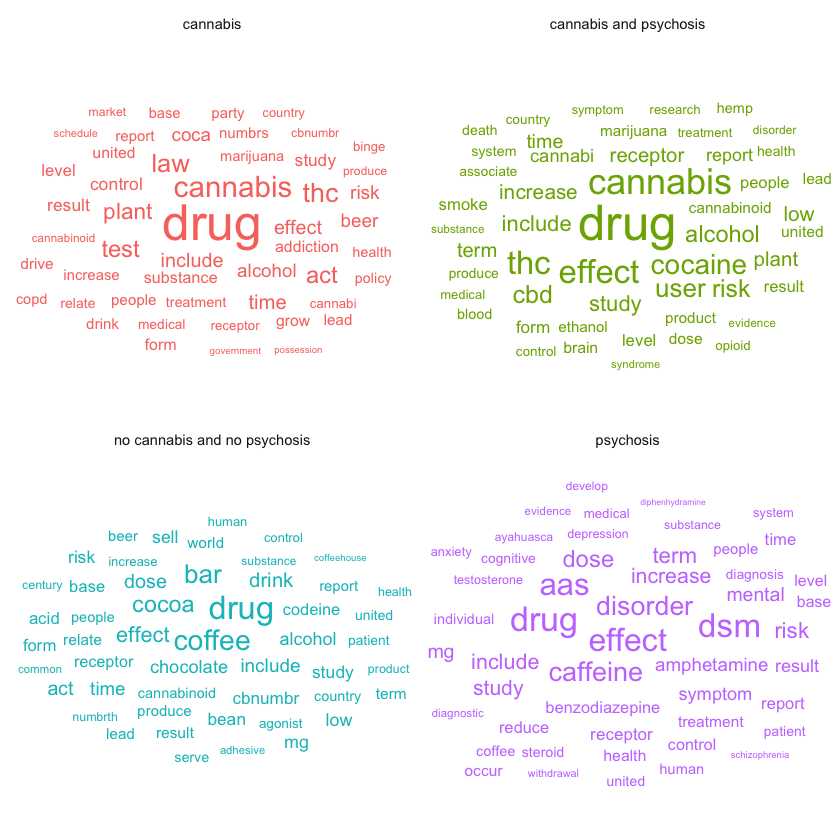 cannabis
market base party country
schedule report coca numbrs cbnumbr
united law marijuana study binge
level control cannabis thc risk produce
result plant drug effect beer
cannabinoid test include addiction health
drive increase substance alcohol act policy
copd relate people treatment time cannabi
drink medical receptor grow lead
form government possession
cannabis and psychosis
symptom research hemp
country marijuana treatment disorder
death time
system cannabi receptor report health
associate increase cannabis people lead
smoke include drug cannabinoid low
substance alcohol united
term thc effect cocaine plant
produce cbd study user risk result
medical
blood form ethanol product evidence
control brain level dose opioid
syndrome
no cannabis and no psychosis
human
beer sell world control
risk increase bar substance coffeehouse
century base dose drink report health
acid people cocoa drug codeine united
form relate effect coffee alcohol patient
common receptor chocolate include study product
act time cannabinoid cbnumbr country term
numbrth produce bean agonist low
lead result mg
serve adhesive
psychosis
develop
evidence medical diphenhydramine system
ayahuasca depression substance time
anxiety cognitive dose term people
testosterone aas increase diagnosis level
individual drug disorder mental base
mg effect dsm risk
include caffeine amphetamine result
study benzodiazepine symptom report
diagnostic reduce receptor treatment patient
coffee steroid health control schizophrenia
occur withdrawal united human